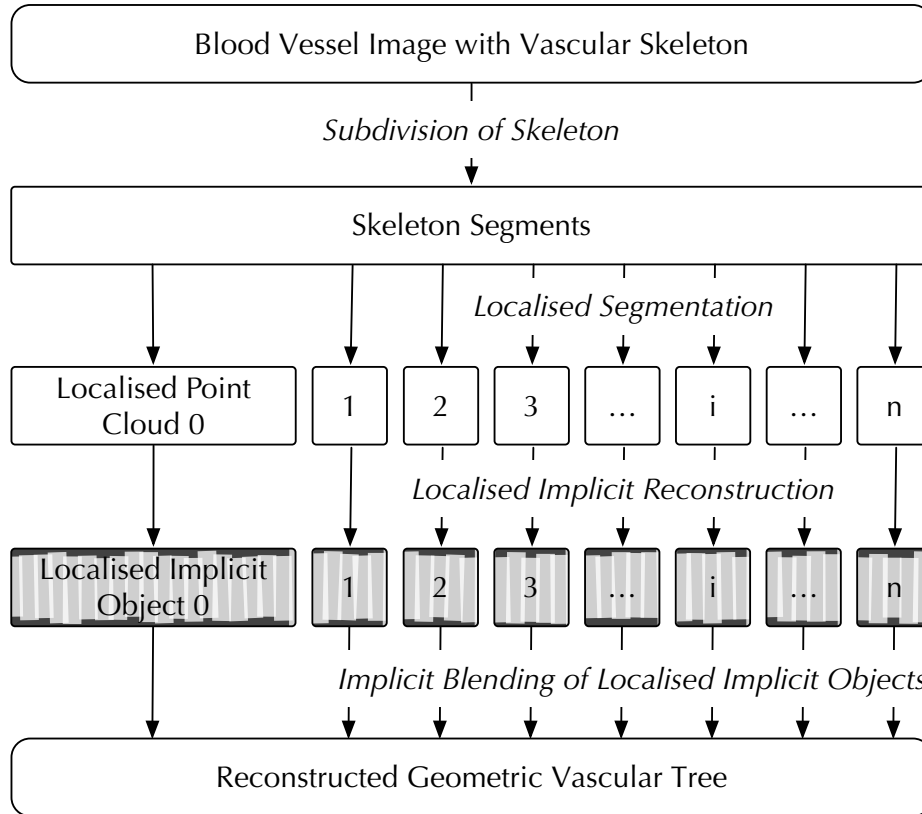 Blood Vessel Image with Vascular Skeleton
Subdivision of Skeleton
Skeleton Segments
Localised Segmentation
Localised Point
Cloud 0
1 2 3 ... i ... n
Localised Implicit Reconstruction
Localised Implicit
Object 0
1 2 3 ... i ... n
Implicit Blending of Localised Implicit Objects
Reconstructed Geometric Vascular Tree